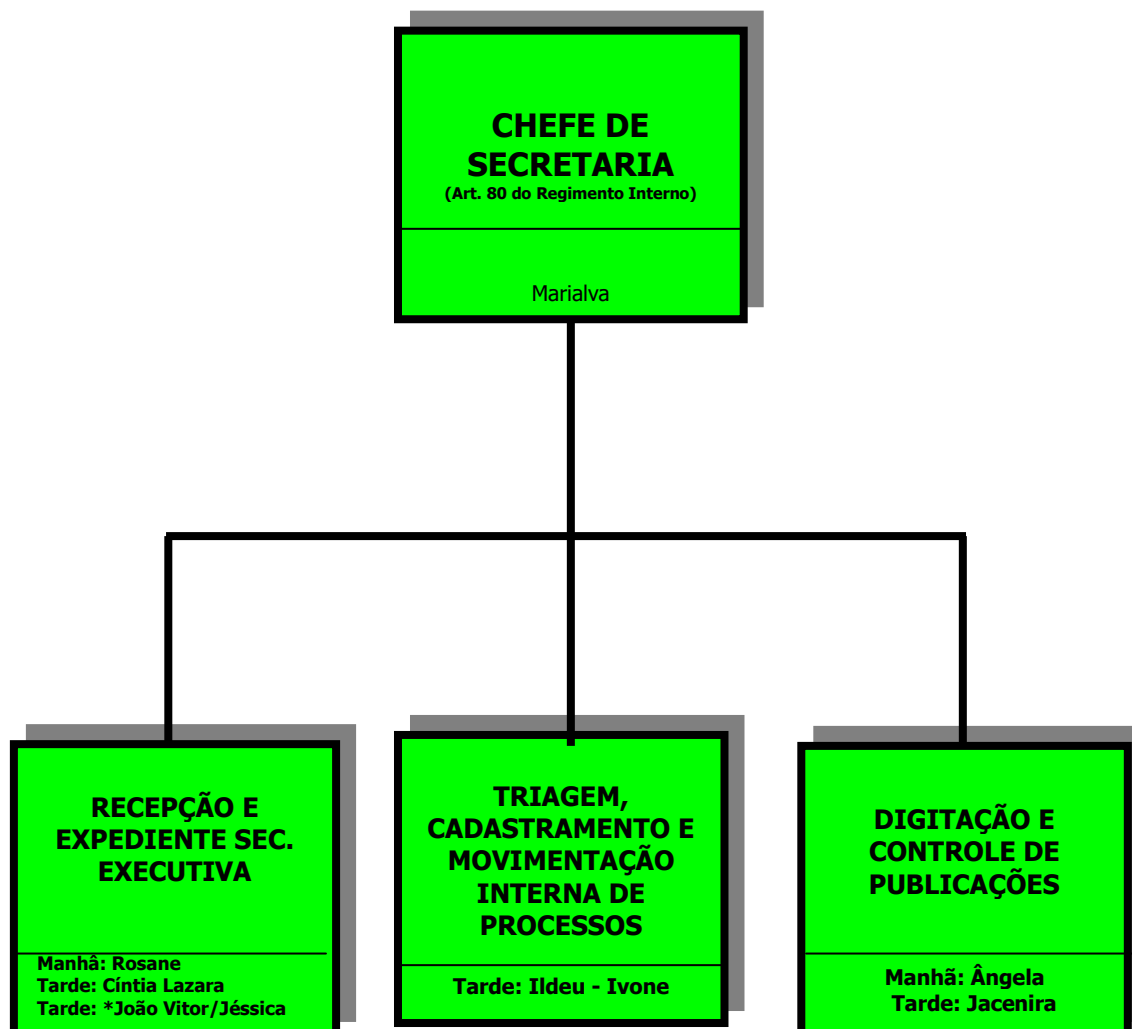 CHEFE DE
SECRETARIA
(Art. 80 do Regimento Interno)
Marialva
RECEPÇÃO E
EXPEDIENTE SEC.
EXECUTIVA
Manhâ: Rosane
Tarde: Cíntia Lazara
Tarde: *João Vitor/Jéssica
TRIAGEM,
CADASTRAMENTO E
MOVIMENTAÇÃO
INTERNA DE
PROCESSOS
Tarde: Ildeu - Ivone
DIGITAÇÃO E
CONTROLE DE
PUBLICAÇÕES
Manhã: Ângela
Tarde: Jacenira